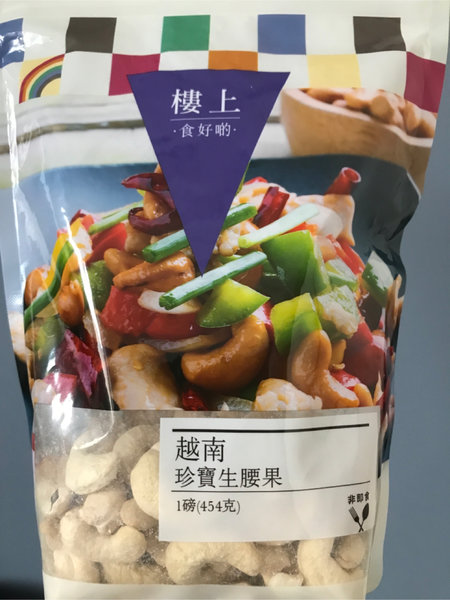 樓上
·食好啲·
越南
珍寶生腰果
1磅(454克)
非即食